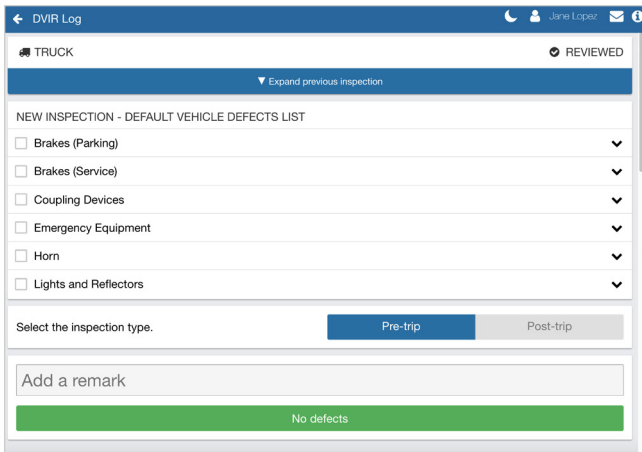 DVIR Log
Jane Lopez
TRUCK
REVIEWED
▼ Expand previous inspection
NEW INSPECTION - DEFAULT VEHICLE DEFECTS LIST
Brakes (Parking)
Brakes (Service)
Coupling Devices
Emergency Equipment
Horn
Lights and Reflectors
Select the inspection type.
Pre-trip
Post-trip
Add a remark
No defects